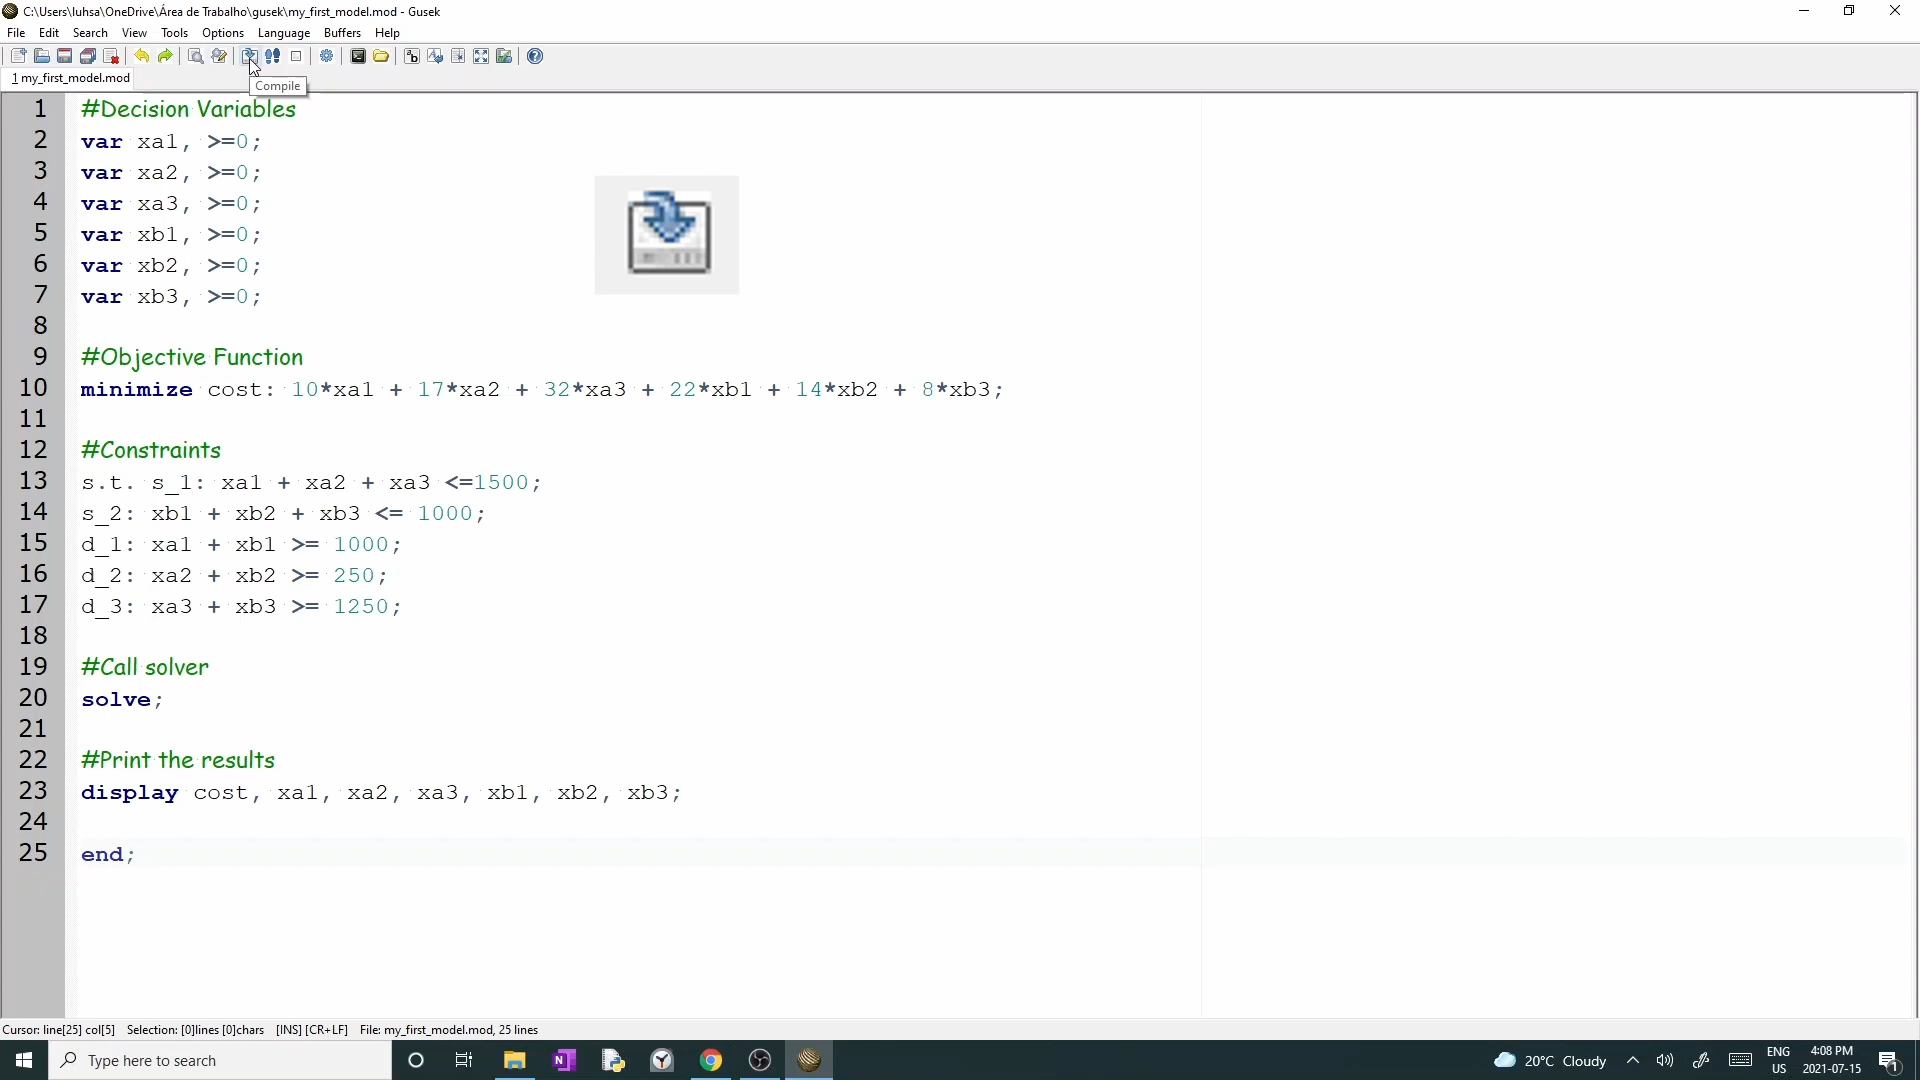 C:\Users\luhsa\OneDrive\Área de Trabalho\gusek\my_first_model.mod - Gusek
File Edit Search View Tools Options Language Buffers Help
1 my_first_model.mod
Compile
1 #Decision Variables
2 var xa1, >=0;
3 var xa2, >=0;
4 var xa3, >=0;
5 var xb1, >=0;
6 var xb2, >=0;
7 var xb3, >=0;
8
9 #Objective Function
10 minimize cost: 10*xa1 + 17*xa2 + 32*xa3 + 22*xb1 + 14*xb2 + 8*xb3;
11
12 #Constraints
13 s.t. s_1: xa1 + xa2 + xa3 <=1500;
14 s_2: xb1 + xb2 + xb3 <= 1000;
15 d_1: xa1 + xb1 >= 1000;
16 d_2: xa2 + xb2 >= 250;
17 d_3: xa3 + xb3 >= 1250;
18
19 #Call solver
20 solve;
21
22 #Print the results
23 display cost, xa1, xa2, xa3, xb1, xb2, xb3;
24
25 end;
Cursor: line[25] col[5] Selection: [0]lines [0]chars [INS] [CR+LF] File: my_first_model.mod, 25 lines
Type here to search
20°C Cloudy
ENG
US
4:08 PM
2021-07-15
1